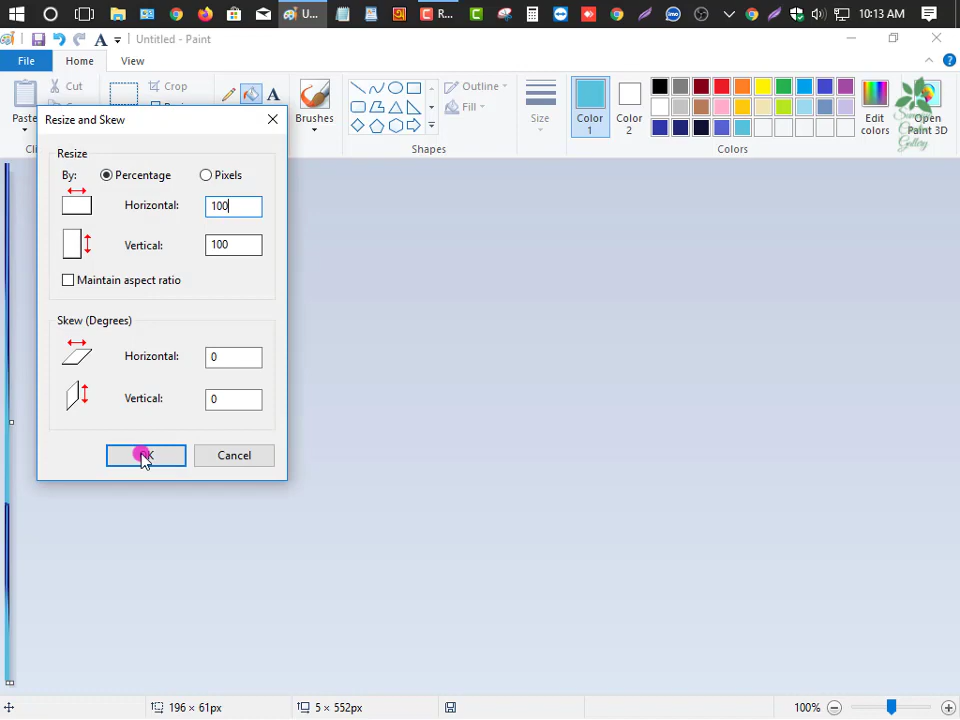 U...
R...
10:13 AM
Untitled - Paint
File
Home
View
Paste
Cut
Crop
Brushes
Shapes
Outline
Fill
Size
Color 1
Color 2
Colors
Edit colors
Open Paint 3D
Resize and Skew
Resize
By:
Percentage
Pixels
Horizontal:
100
Vertical:
100
Maintain aspect ratio
Skew (Degrees)
Horizontal:
0
Vertical:
0
Cancel
196 × 61px
5 × 552px
100%